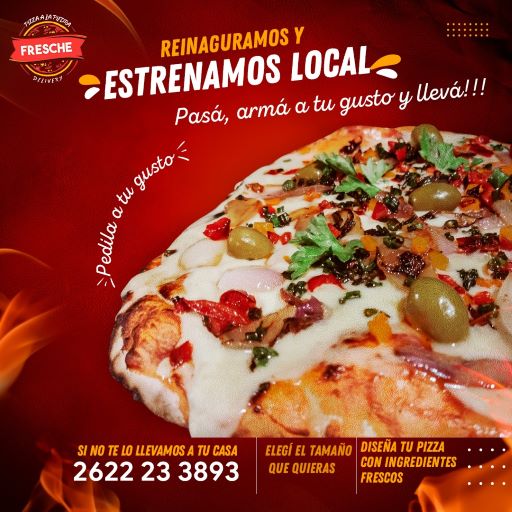 PIZZA A LA PIEDRA
FRESCHE
DELIVERY
REINAGURAMOS Y
ESTRENAMOS LOCAL
Pasá, armá a tu gusto y llevá!!!
Pedila a tu gusto
SI NO TE LO LLEVAMOS A TU CASA
2622 23 3893
ELEGÍ EL TAMAÑO
QUE QUIERAS
DISEÑA TU PIZZA
CON INGREDIENTES
FRESCOS